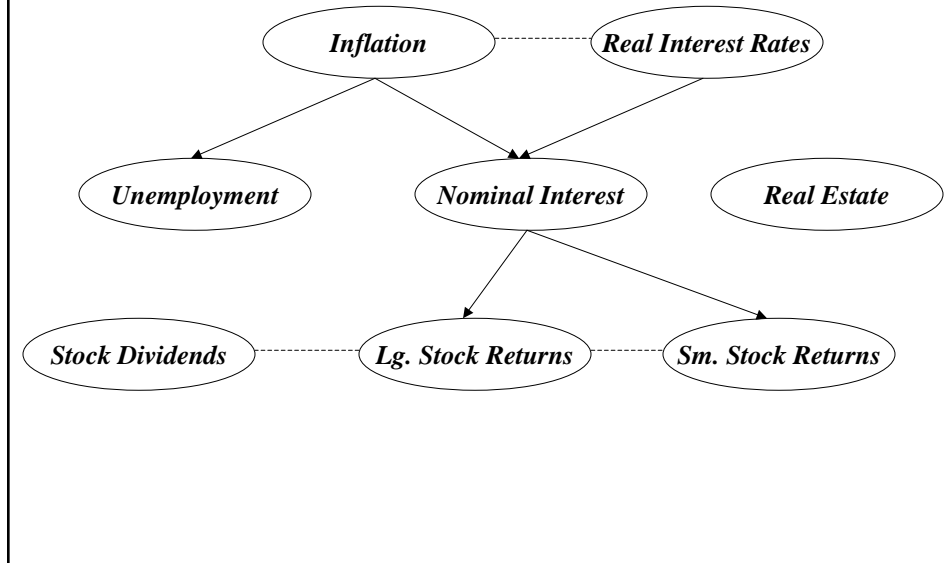 Inflation
Real Interest Rates
Unemployment
Nominal Interest
Real Estate
Stock Dividends
Lg. Stock Returns
Sm. Stock Returns